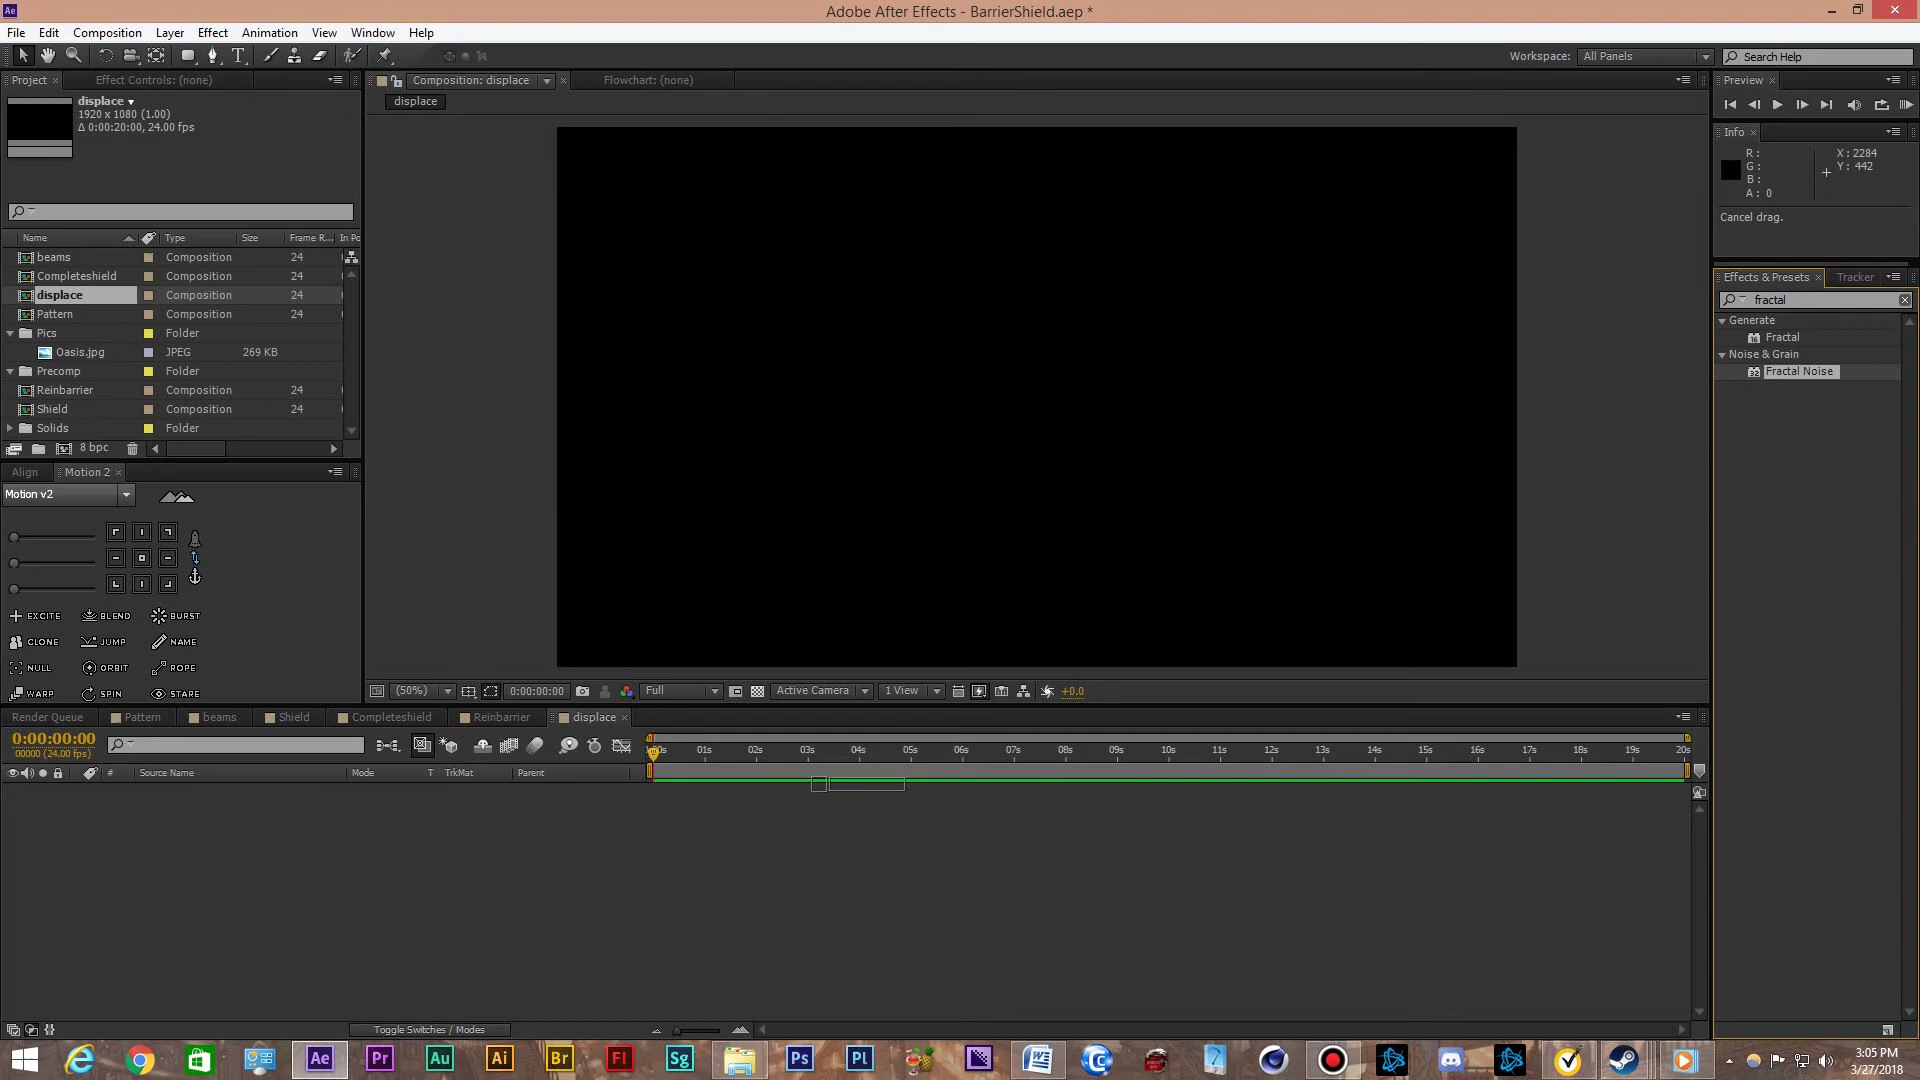 Ae
Adobe After Effects - BarrierShield.aep *
File Edit Composition Layer Effect Animation View Window Help
Workspace: All Panels Search Help
Project Effect Controls: (none)
Composition: displace Flowchart: (none)
Preview
displace
1920 x 1080 (1.00)
Δ 0:00:20:00, 24.00 fps
displace
Info
R: X: 2284
G: Y: 442
B:
A: 0
Cancel drag.
Name Type Size Frame R... In Po
beams Composition 24
Completeshield Composition 24
displace Composition 24
Pattern Composition 24
Pics Folder
Oasis.jpg JPEG 269 KB
Precomp Folder
Reinbarrier Composition 24
Shield Composition 24
Solids Folder
8 bpc
Effects & Presets Tracker
fractal
Generate
16 Fractal
Noise & Grain
32 Fractal Noise
Align Motion 2
Motion v2
EXCITE BLEND BURST
CLONE JUMP NAME
NULL ORBIT ROPE
WARP SPIN STARE
(50%) 0:00:00:00 Full Active Camera 1 View +0.0
Render Queue Pattern beams Shield Completeshield Reinbarrier displace
0:00:00:00
00000 (24.00 fps)
01s 02s 03s 04s 05s 06s 07s 08s 09s 10s 11s 12s 13s 14s 15s 16s 17s 18s 19s 20s
# Source Name Mode T TrkMat Parent
Toggle Switches / Modes
Ae Pr Au Ai Br Fl Sg Ps Pl
3:05 PM
3/27/2018